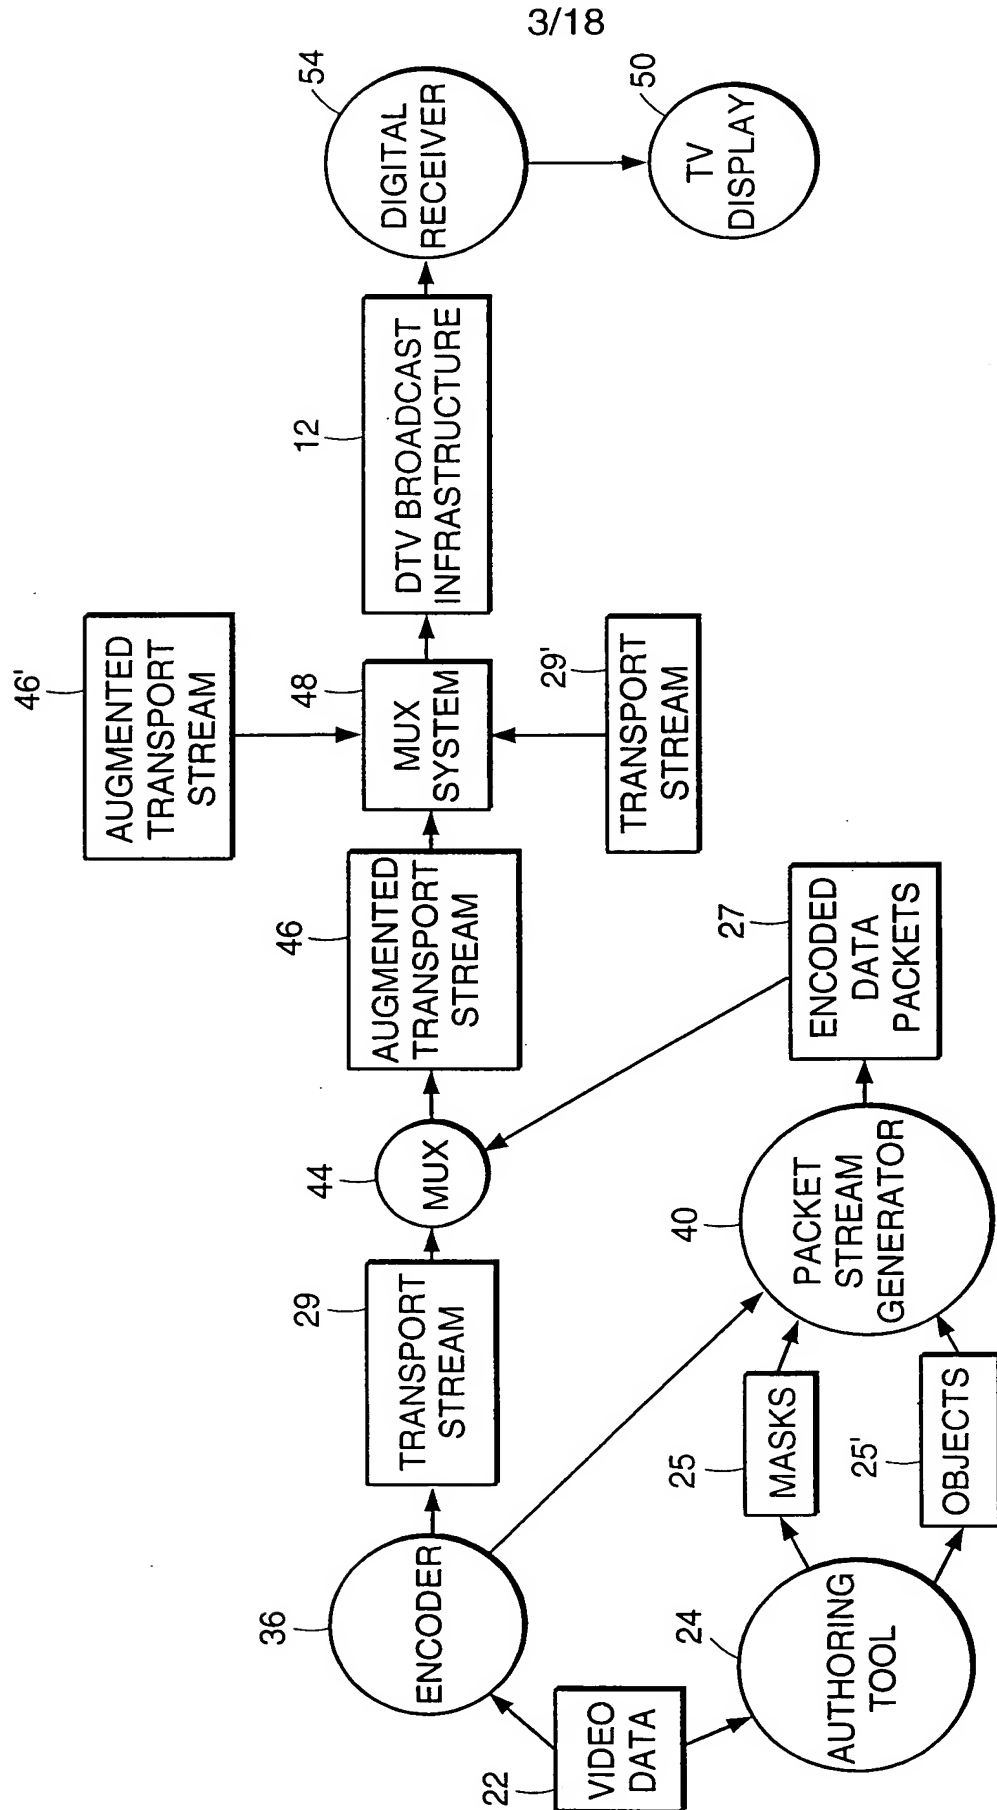 3/18
46'
AUGMENTED
TRANSPORT
STREAM
36
ENCODER
29
TRANSPORT
STREAM
44
MUX
46
AUGMENTED
TRANSPORT
STREAM
48
MUX
SYSTEM
12
DTV BROADCAST
INFRASTRUCTURE
54
DIGITAL
RECEIVER
22
VIDEO
DATA
29'
TRANSPORT
STREAM
50
TV
DISPLAY
24
AUTHORING
TOOL
25
MASKS
25'
OBJECTS
40
PACKET
STREAM
GENERATOR
27
ENCODED
DATA
PACKETS